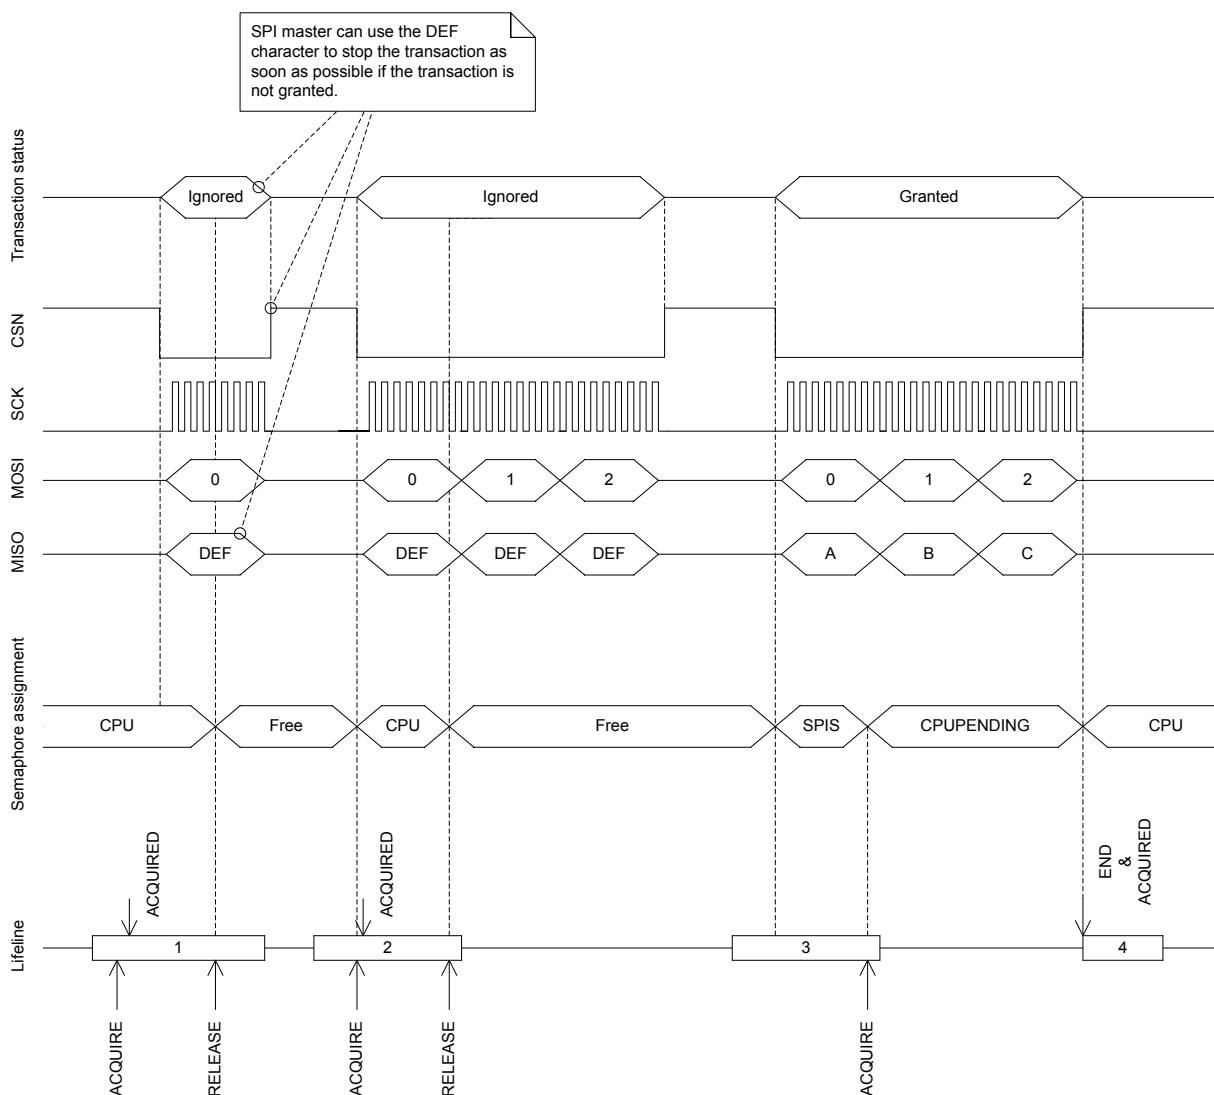 SPI master can use the DEF
character to stop the transaction as
soon as possible if the transaction is
not granted.
Transaction status
Ignored
Ignored
Granted
CSN
SCK
MOSI
0
0
1
2
0
1
2
MISO
DEF
DEF
DEF
DEF
A
B
C
Semaphore assignment
CPU
Free
CPU
Free
SPIS
CPUPENDING
CPU
ACQUIRED
ACQUIRED
END
&
ACQUIRED
Lifeline
1
2
3
4
ACQUIRE
RELEASE
ACQUIRE
RELEASE
ACQUIRE